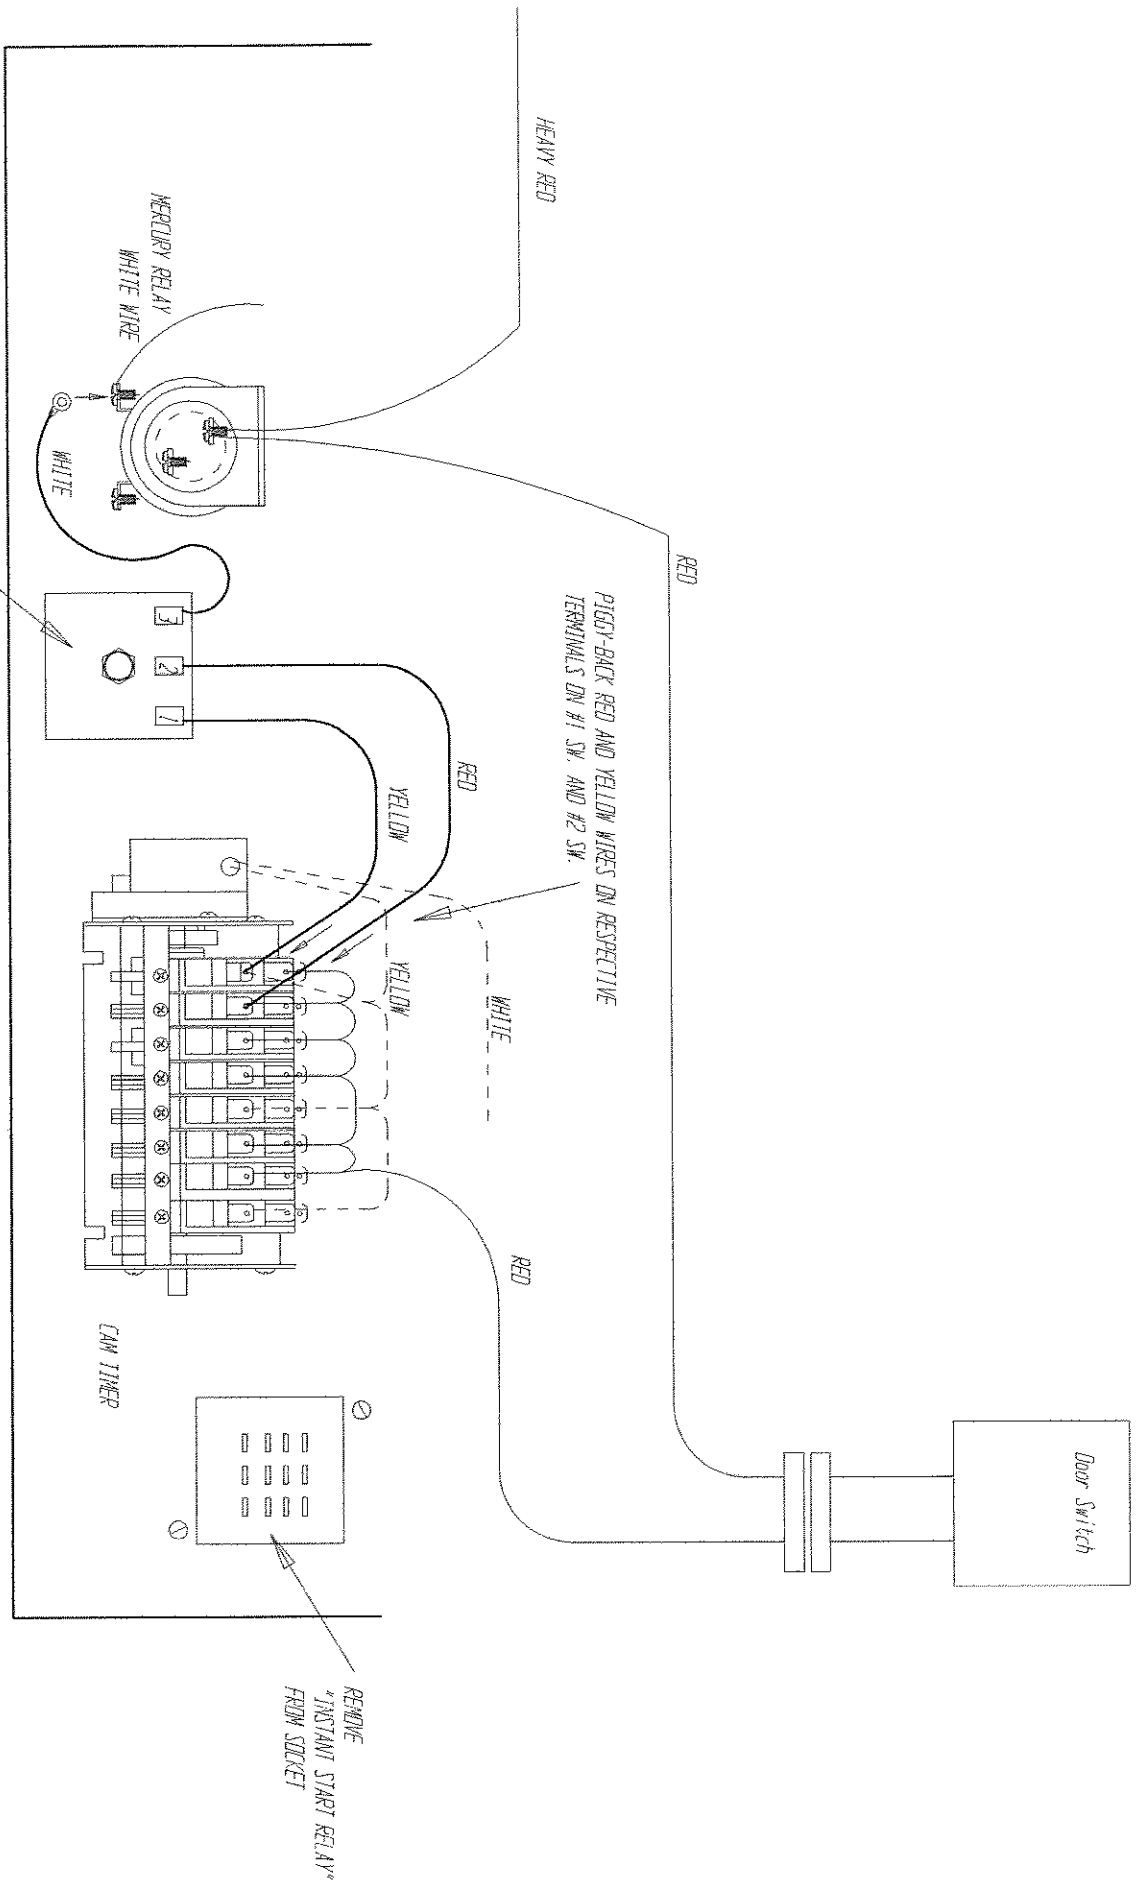 HEAVY RED
MERCURY RELAY
WHITE WIRE
WHITE
RED
PIGGY-BACK RED AND YELLOW WIRES ON RESPECTIVE
TERMINALS ON #1 SW. AND #2 SW.
3
2
1
RED
YELLOW
YELLOW
WHITE
RED
CAM TIMER
Door Switch
REMOVE
"INSTANT START RELAY"
FROM SOCKET